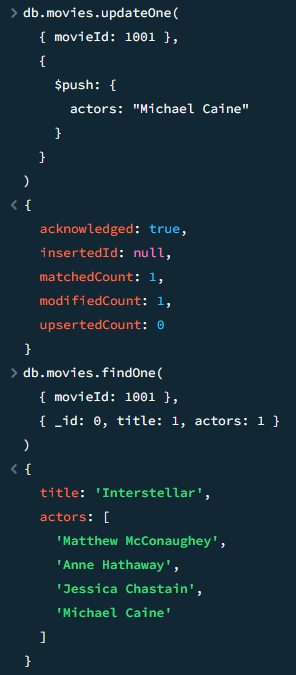 > db.movies.updateOne(
{ movieId: 1001 },
{
$push: {
actors: "Michael Caine"
}
}
)
< {
acknowledged: true,
insertedId: null,
matchedCount: 1,
modifiedCount: 1,
upsertedCount: 0
}
> db.movies.findOne(
{ movieId: 1001 },
{ _id: 0, title: 1, actors: 1 }
)
< {
title: 'Interstellar',
actors: [
'Matthew McConaughey',
'Anne Hathaway',
'Jessica Chastain',
'Michael Caine'
]
}